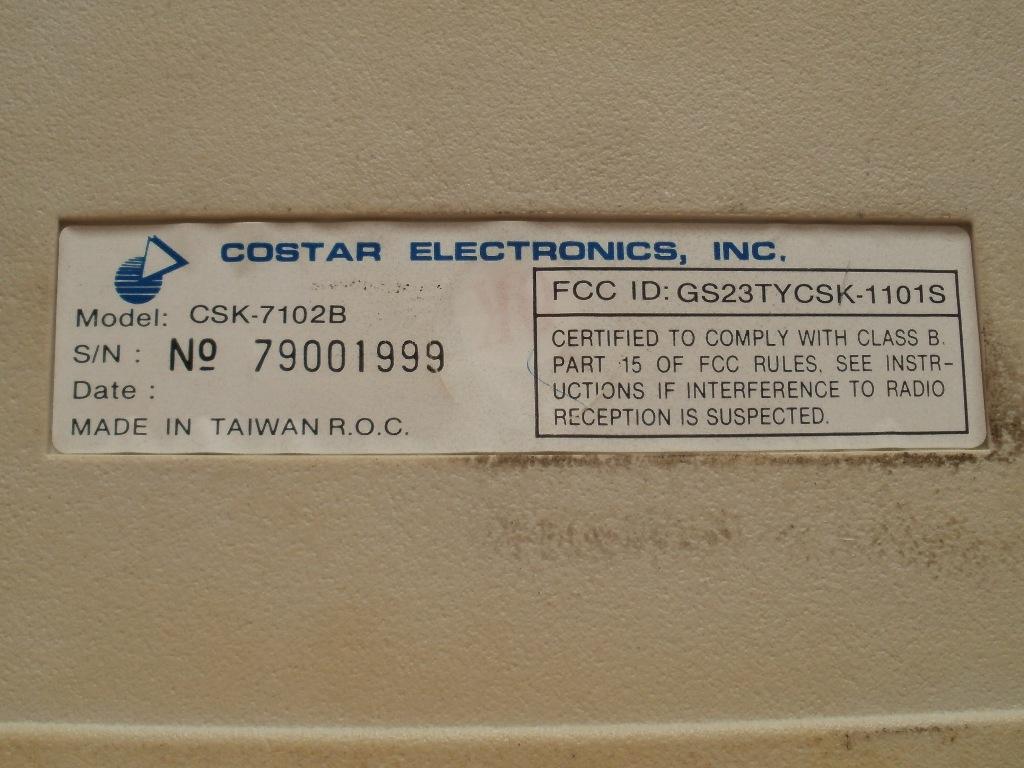 COSTAR ELECTRONICS, INC.
Model: CSK-7102B
S/N : Nº 79001999
Date :
MADE IN TAIWAN R.O.C.
FCC ID: GS23TYCSK-1101S
CERTIFIED TO COMPLY WITH CLASS B.
PART 15 OF FCC RULES. SEE INSTR-
UCTIONS IF INTERFERENCE TO RADIO
RECEPTION IS SUSPECTED.